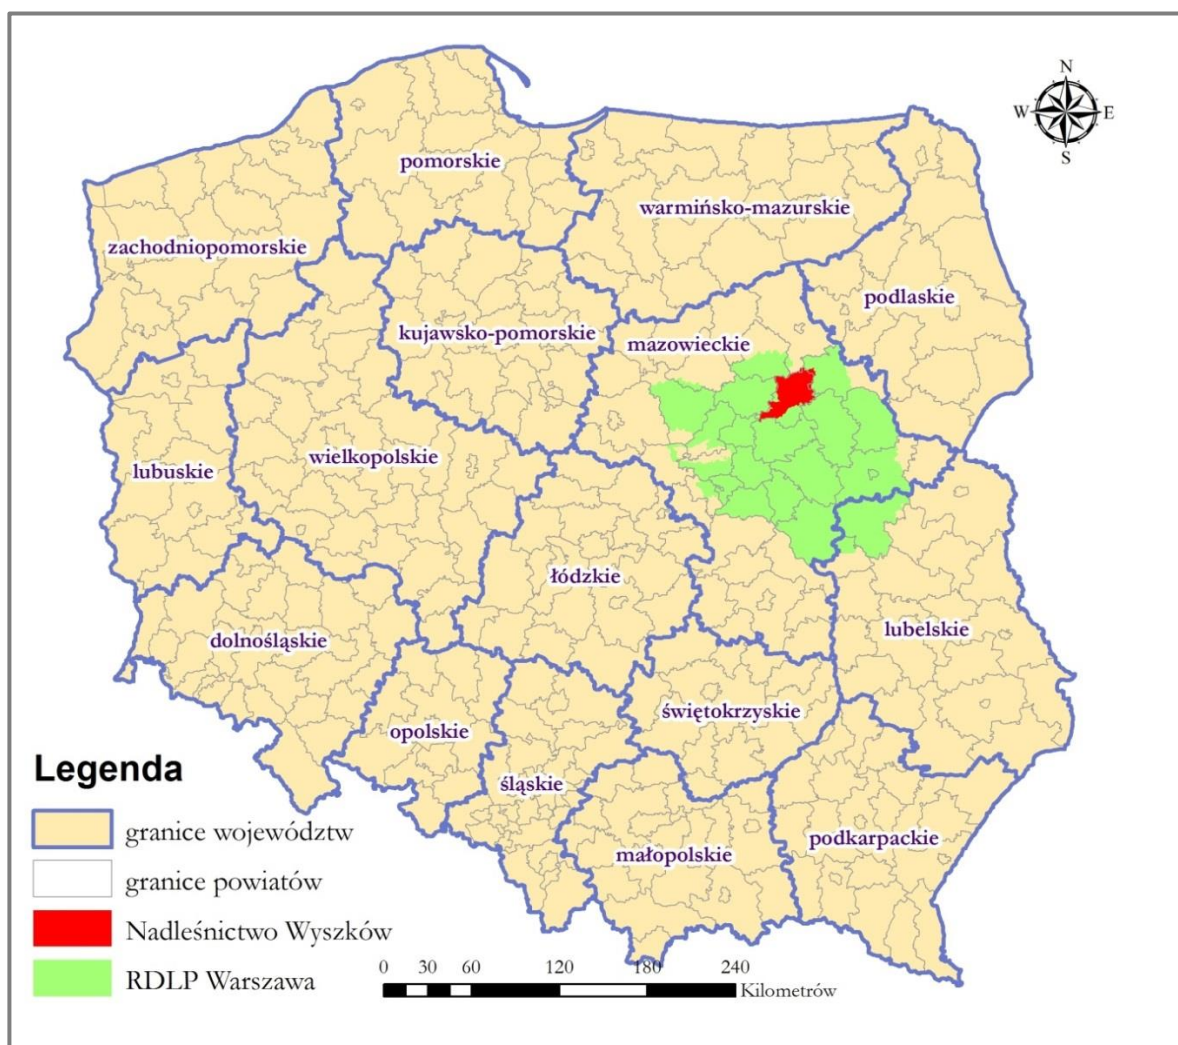 N
W E
S
pomorskie
warmińsko-mazurskie
zachodniopomorskie
podlaskie
kujawsko-pomorskie
mazowieckie
lubuskie
wielkopolskie
łódzkie
dolnośląskie
lubelskie
świętokrzyskie
opolskie
śląskie
podkarpackie
małopolskie
Legenda
granice województw
granice powiatów
Nadleśnictwo Wyszków
RDLP Warszawa
0 30 60 120 180 240
Kilometrów